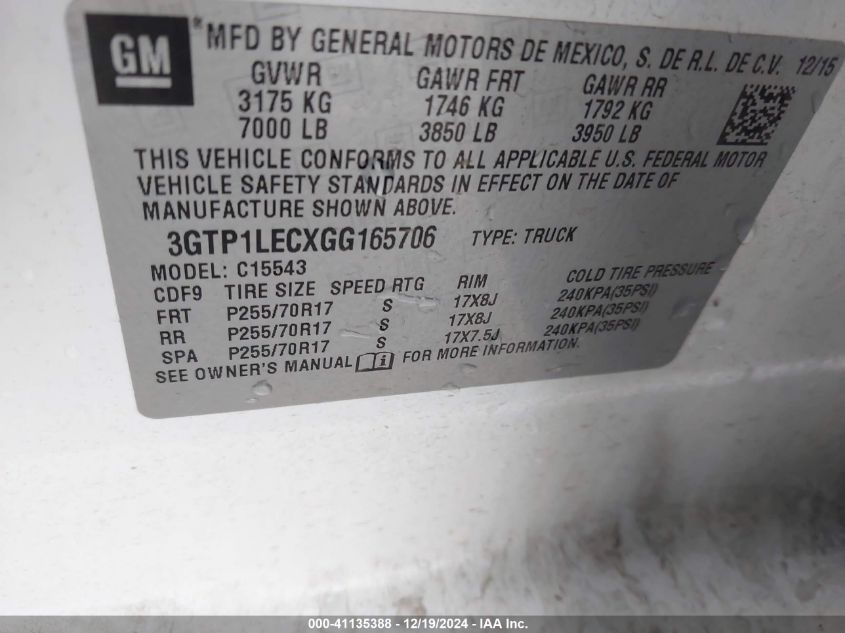 GM
*MFD BY GENERAL MOTORS DE MEXICO, S. DE R.L. DE C.V. 12/15
GVWR GAWR FRT GAWR RR
3175 KG 1746 KG 1792 KG
7000 LB 3850 LB 3950 LB
THIS VEHICLE CONFORMS TO ALL APPLICABLE U.S. FEDERAL MOTOR
VEHICLE SAFETY STANDARDS IN EFFECT ON THE DATE OF
MANUFACTURE SHOWN ABOVE.
3GTP1LECXGG165706 TYPE: TRUCK
MODEL: C15543
CDF9 TIRE SIZE SPEED RTG RIM COLD TIRE PRESSURE
FRT P255/70R17 S 17X8J 240KPA(35PSI)
RR P255/70R17 S 17X8J 240KPA(35PSI)
SPA P255/70R17 S 17X7.5J 240KPA(35PSI)
SEE OWNER'S MANUAL i FOR MORE INFORMATION.
000-41135388 - 12/19/2024 - IAA Inc.